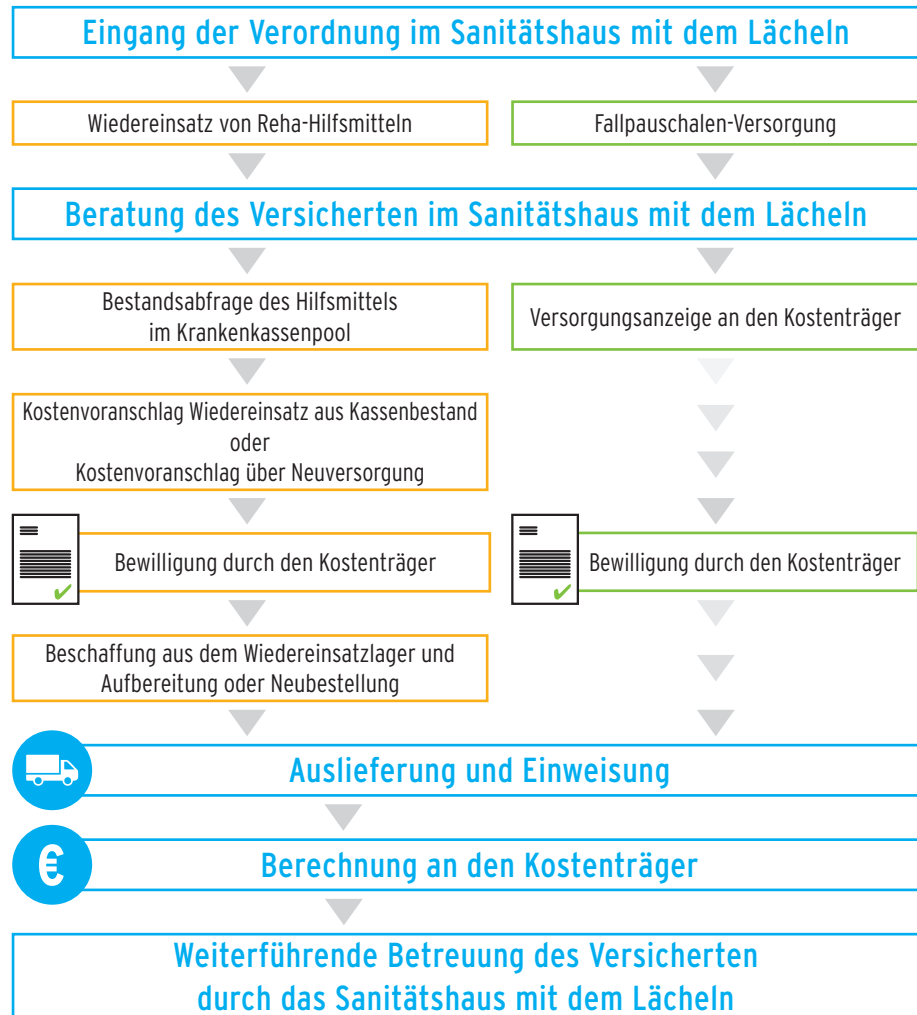 Eingang der Verordnung im Sanitätshaus mit dem Lächeln
Wiedereinsatz von Reha-Hilfsmitteln
Fallpauschalen-Versorgung
Beratung des Versicherten im Sanitätshaus mit dem Lächeln
Bestandsabfrage des Hilfsmittels
im Krankenkassenpool
Versorgungsanzeige an den Kostenträger
Kostenvoranschlag Wiedereinsatz aus Kassenbestand
oder
Kostenvoranschlag über Neuversorgung
Bewilligung durch den Kostenträger
Bewilligung durch den Kostenträger
Beschaffung aus dem Wiedereinsatzlager und
Aufbereitung oder Neubestellung
Auslieferung und Einweisung
€
Berechnung an den Kostenträger
Weiterführende Betreuung des Versicherten
durch das Sanitätshaus mit dem Lächeln